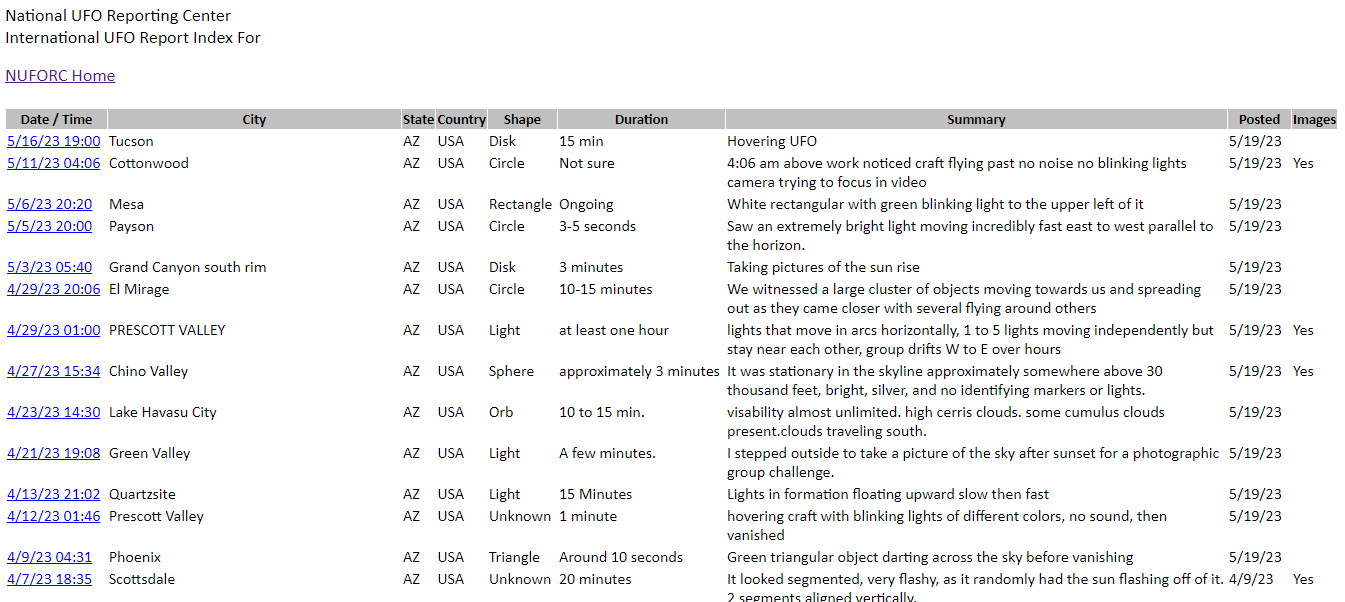 National UFO Reporting Center
International UFO Report Index For
NUFORC Home
Date / Time City State Country Shape Duration Summary Posted Images
5/16/23 19:00 Tucson AZ USA Disk 15 min Hovering UFO 5/19/23
5/11/23 04:06 Cottonwood AZ USA Circle Not sure 4:06 am above work noticed craft flying past no noise no blinking lights 5/19/23 Yes
camera trying to focus in video
5/6/23 20:20 Mesa AZ USA Rectangle Ongoing White rectangular with green blinking light to the upper left of it 5/19/23
5/5/23 20:00 Payson AZ USA Circle 3-5 seconds Saw an extremely bright light moving incredibly fast east to west parallel to 5/19/23
the horizon.
5/3/23 05:40 Grand Canyon south rim AZ USA Disk 3 minutes Taking pictures of the sun rise 5/19/23
4/29/23 20:06 El Mirage AZ USA Circle 10-15 minutes We witnessed a large cluster of objects moving towards us and spreading 5/19/23
out as they came closer with several flying around others
4/29/23 01:00 PRESCOTT VALLEY AZ USA Light at least one hour lights that move in arcs horizontally, 1 to 5 lights moving independently but 5/19/23 Yes
stay near each other, group drifts W to E over hours
4/27/23 15:34 Chino Valley AZ USA Sphere approximately 3 minutes It was stationary in the skyline approximately somewhere above 30 5/19/23 Yes
thousand feet, bright, silver, and no identifying markers or lights.
4/23/23 14:30 Lake Havasu City AZ USA Orb 10 to 15 min. visability almost unlimited. high cerris clouds. some cumulus clouds 5/19/23
present.clouds traveling south.
4/21/23 19:08 Green Valley AZ USA Light A few minutes. I stepped outside to take a picture of the sky after sunset for a photographic 5/19/23
group challenge.
4/13/23 21:02 Quartzsite AZ USA Light 15 Minutes Lights in formation floating upward slow then fast 5/19/23
4/12/23 01:46 Prescott Valley AZ USA Unknown 1 minute hovering craft with blinking lights of different colors, no sound, then 5/19/23
vanished
4/9/23 04:31 Phoenix AZ USA Triangle Around 10 seconds Green triangular object darting across the sky before vanishing 5/19/23
4/7/23 18:35 Scottsdale AZ USA Unknown 20 minutes It looked segmented, very flashy, as it randomly had the sun flashing off of it. 4/9/23 Yes
2 segments aligned vertically.